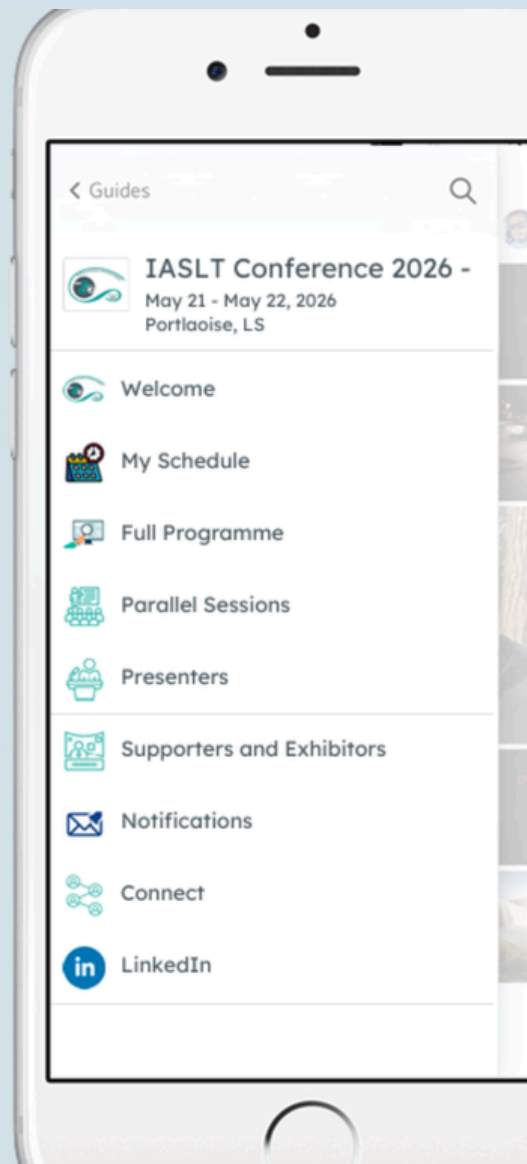 Guides
IASLT Conference 2026 -
May 21 - May 22, 2026
Portlaoise, LS
Welcome
My Schedule
Full Programme
Parallel Sessions
Presenters
Supporters and Exhibitors
Notifications
Connect
in LinkedIn